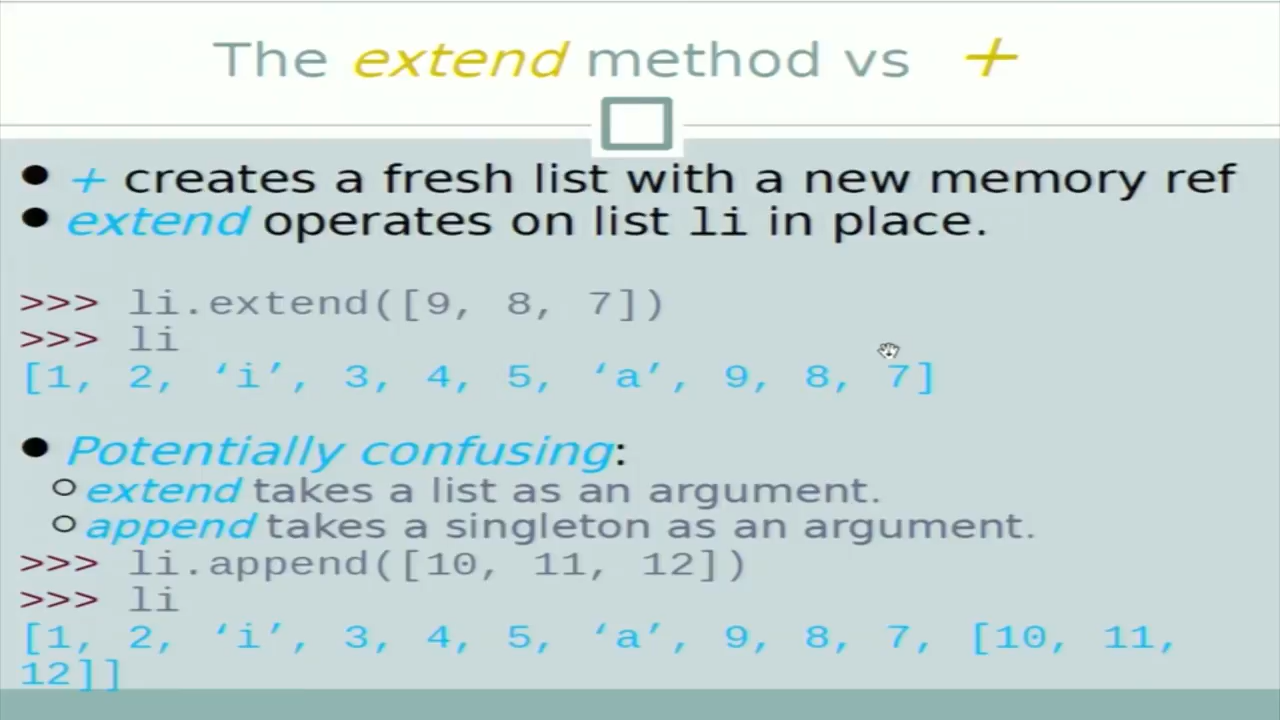 The extend method vs +
● + creates a fresh list with a new memory ref
● extend operates on list li in place.
>>> li.extend([9, 8, 7])
>>> li
[1, 2, ‘i’, 3, 4, 5, ‘a’, 9, 8, 7]
● Potentially confusing:
○ extend takes a list as an argument.
○ append takes a singleton as an argument.
>>> li.append([10, 11, 12])
>>> li
[1, 2, ‘i’, 3, 4, 5, ‘a’, 9, 8, 7, [10, 11,
12]]